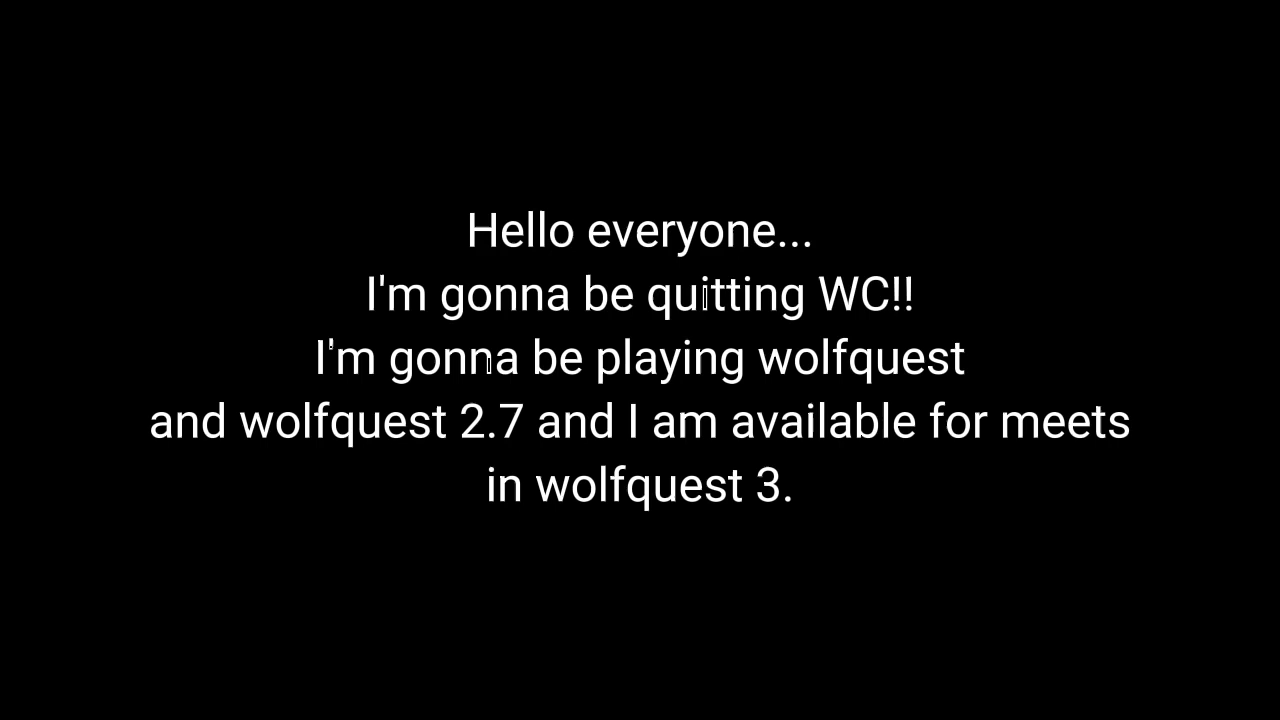 Hello everyone...
I'm gonna be quitting WC!!
I'm gonna be playing wolfquest
and wolfquest 2.7 and I am available for meets
in wolfquest 3.